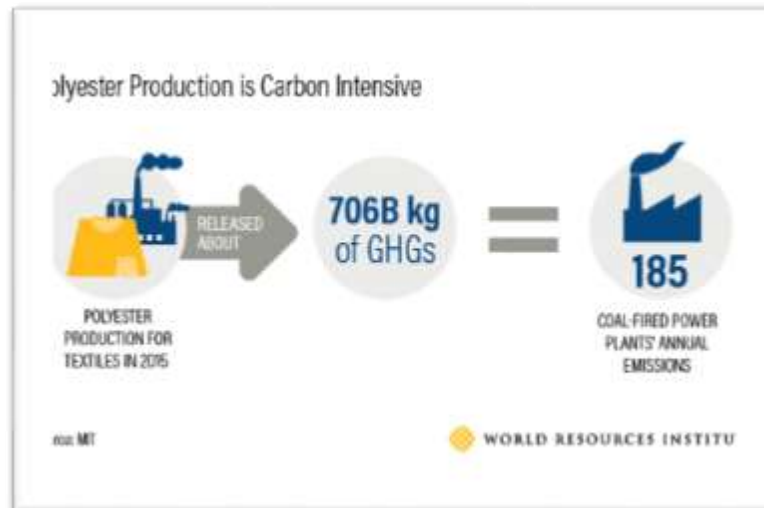 olyester Production is Carbon Intensive
RELEASED
ABOUT
706B kg
of GHGs
185
POLYESTER
PRODUCTION FOR
TEXTILES IN 2015
COAL-FIRED POWER
PLANTS' ANNUAL
EMISSIONS
MIT
WORLD RESOURCES INSTITU